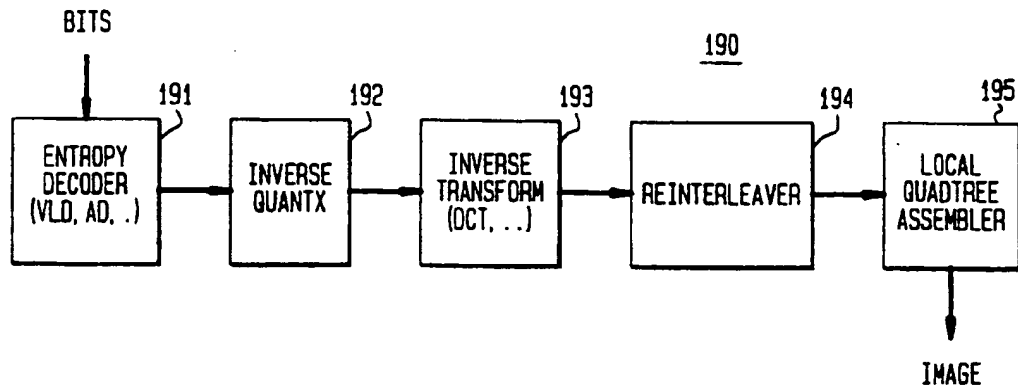 BITS
190
191
192
193
194
195
ENTROPY
DECODER
(VLD, AD, .)
INVERSE
QUANTX
INVERSE
TRANSFORM
(DCT, ..)
REINTERLEAVER
LOCAL
QUADTREE
ASSEMBLER
IMAGE